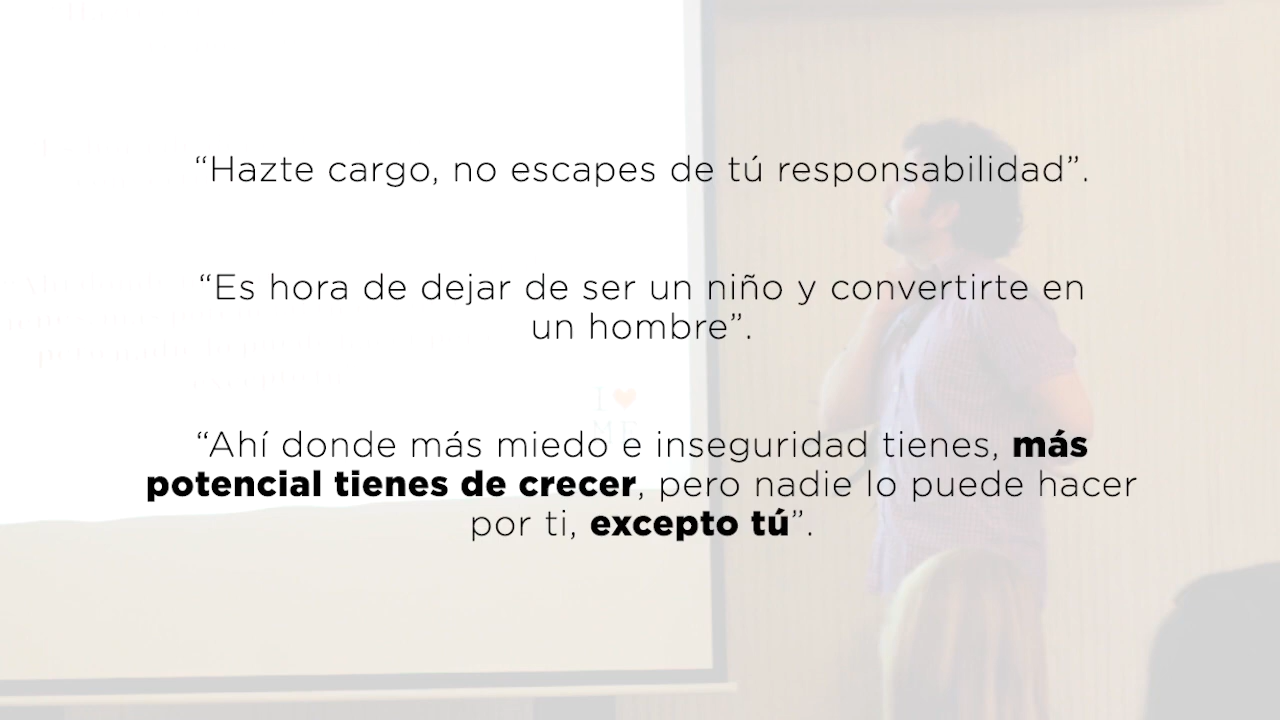 “Hazte cargo, no escapes de tú responsabilidad”.
“Es hora de dejar de ser un niño y convertirte en
un hombre”.
“Ahí donde más miedo e inseguridad tienes, más
potencial tienes de crecer, pero nadie lo puede hacer
por ti, excepto tú”.
I ❤
ME